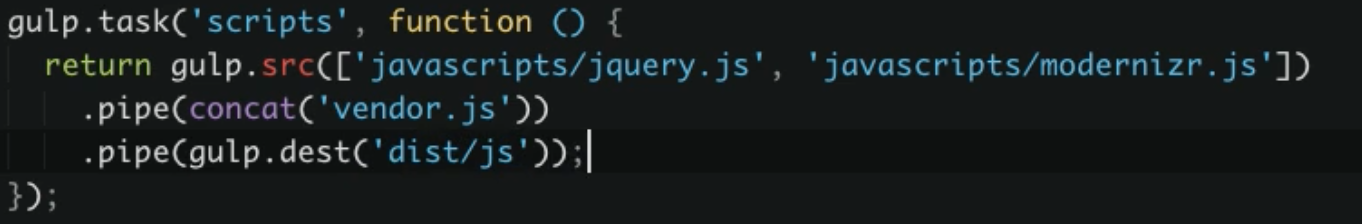 gulp.task('scripts', function () {
  return gulp.src(['javascripts/jquery.js', 'javascripts/modernizr.js'])
    .pipe(concat('vendor.js'))
    .pipe(gulp.dest('dist/js'));
});